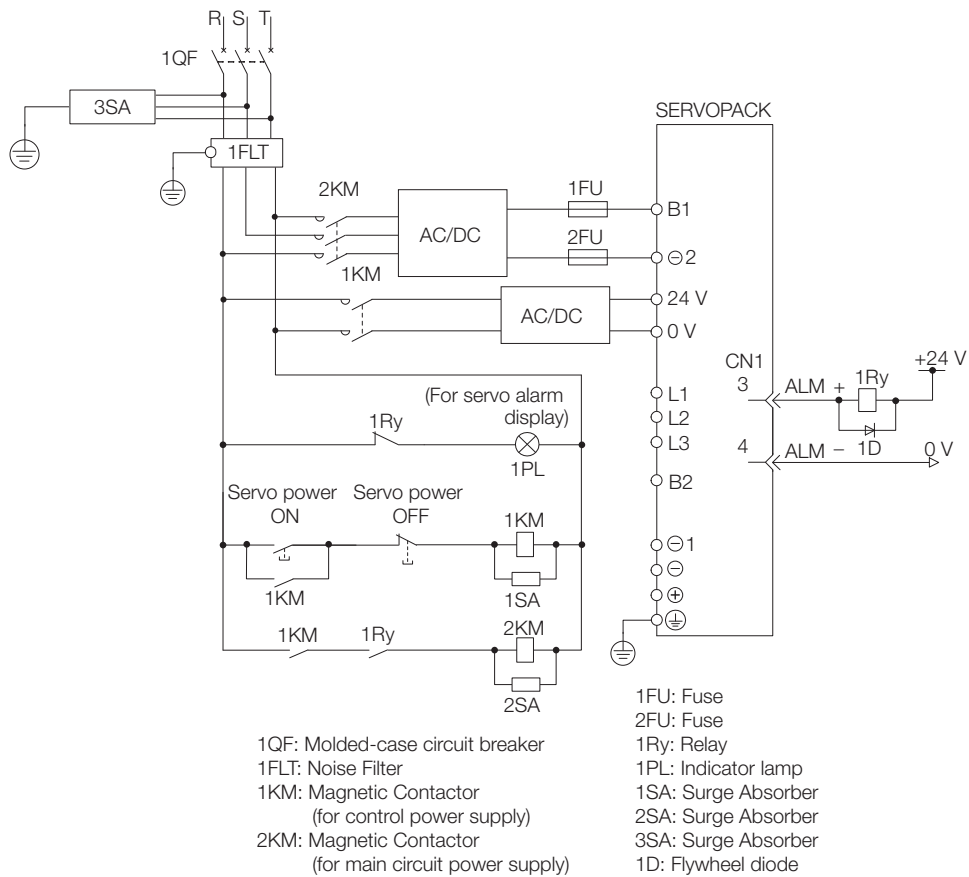 R S T
1QF
3SA
1FLT
SERVOPACK
2KM
1FU
B1
AC/DC
2FU
⊖2
1KM
24 V
AC/DC
0 V
CN1
3
ALM +
1Ry
+24 V
L1
L2
L3
4
ALM −
1D
0 V
B2
(For servo alarm
display)
1Ry
1PL
Servo power
ON
Servo power
OFF
1KM
1KM
1SA
⊖1
⊖
⊕
1KM
1Ry
2KM
2SA
1QF: Molded-case circuit breaker
1FLT: Noise Filter
1KM: Magnetic Contactor
(for control power supply)
2KM: Magnetic Contactor
(for main circuit power supply)
1FU: Fuse
2FU: Fuse
1Ry: Relay
1PL: Indicator lamp
1SA: Surge Absorber
2SA: Surge Absorber
3SA: Surge Absorber
1D: Flywheel diode